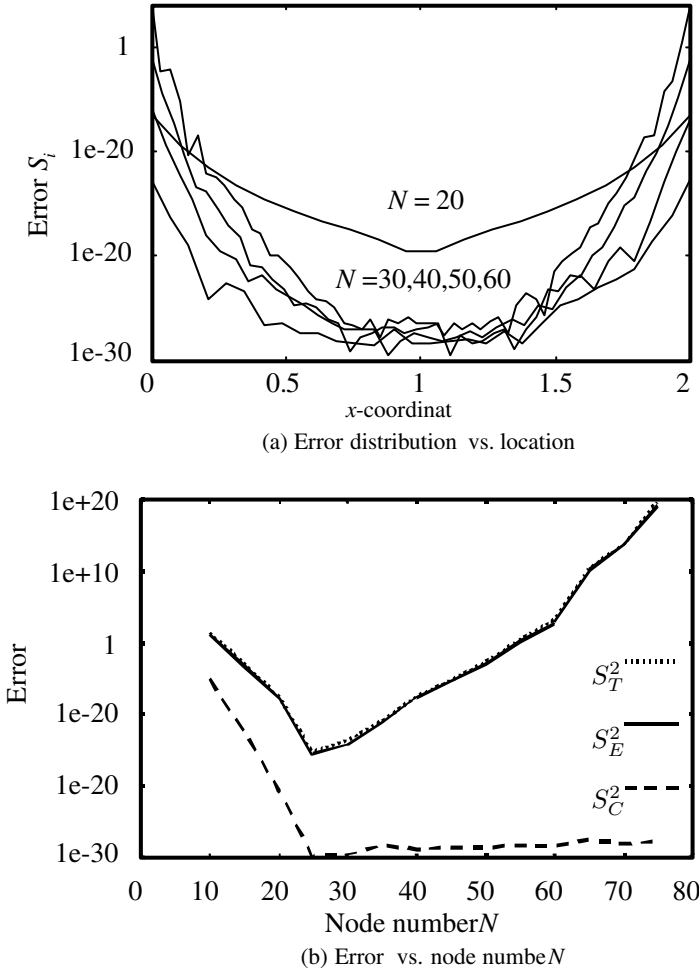 1
1e-20
1e-20
1e-30
Error S_i
N = 20
N =30,40,50,60
0 0.5 1 1.5 2
x-coordinat
(a) Error distribution vs. location
1e+20
1e+10
1
1e-20
1e-20
1e-30
Error
S_T^2
S_E^2
S_C^2
0 10 20 30 40 50 60 70 80
Node numberN
(b) Error vs. node numbeN